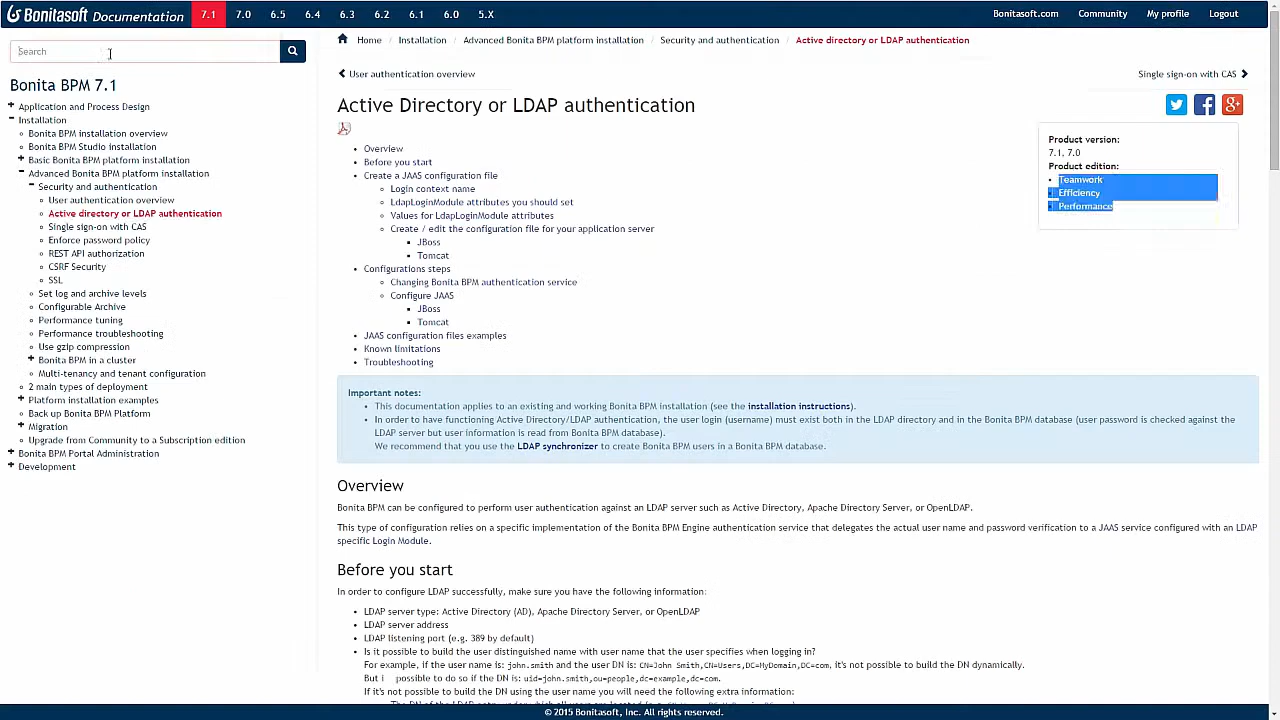 Bonitasoft Documentation 7.1 7.0 6.5 6.4 6.3 6.2 6.1 6.0 5.X Bonitasoft.com Community My profile Logout
Search
Home / Installation / Advanced Bonita BPM platform installation / Security and authentication / Active directory or LDAP authentication
User authentication overview
Single sign-on with CAS
Bonita BPM 7.1
Application and Process Design
Installation
Bonita BPM installation overview
Bonita BPM Studio installation
Basic Bonita BPM platform installation
Advanced Bonita BPM platform installation
Security and authentication
User authentication overview
Active directory or LDAP authentication
Single sign-on with CAS
Enforce password policy
REST API authorization
CSRF Security
SSL
Set log and archive levels
Configurable Archive
Performance tuning
Performance troubleshooting
Use gzip compression
Bonita BPM in a cluster
Multi-tenancy and tenant configuration
2 main types of deployment
Platform installation examples
Back up Bonita BPM Platform
Migration
Upgrade from Community to a Subscription edition
Bonita BPM Portal Administration
Development
Active Directory or LDAP authentication
Product version:
7.1, 7.0
Product edition:
Teamwork
Efficiency
Performance
Overview
Before you start
Create a JAAS configuration file
Login context name
LdapLoginModule attributes you should set
Values for LdapLoginModule attributes
Create / edit the configuration file for your application server
JBoss
Tomcat
Configurations steps
Changing Bonita BPM authentication service
Configure JAAS
JBoss
Tomcat
JAAS configuration files examples
Known limitations
Troubleshooting
Important notes:
This documentation applies to an existing and working Bonita BPM installation (see the installation instructions).
In order to have functioning Active Directory/LDAP authentication, the user login (username) must exist both in the LDAP directory and in the Bonita BPM database (user password is checked against the
LDAP server but user information is read from Bonita BPM database).
We recommend that you use the LDAP synchronizer to create Bonita BPM users in a Bonita BPM database.
Overview
Bonita BPM can be configured to perform user authentication against an LDAP server such as Active Directory, Apache Directory Server, or OpenLDAP.
This type of configuration relies on a specific implementation of the Bonita BPM Engine authentication service that delegates the actual user name and password verification to a JAAS service configured with an LDAP
specific Login Module.
Before you start
In order to configure LDAP successfully, make sure you have the following information:
LDAP server type: Active Directory (AD), Apache Directory Server, or OpenLDAP
LDAP server address
LDAP listening port (e.g. 389 by default)
Is it possible to build the user distinguished name with user name that the user specifies when logging in?
For example, if the user name is: john.smith and the user DN is: CN=John Smith,CN=Users,DC=MyDomain,DC=com, it's not possible to build the DN dynamically.
But i possible to do so if the DN is: uid=john.smith,ou=people,dc=example,dc=com.
If it's not possible to build the DN using the user name you will need the following extra information:
© 2015 Bonitasoft, Inc. All rights reserved.